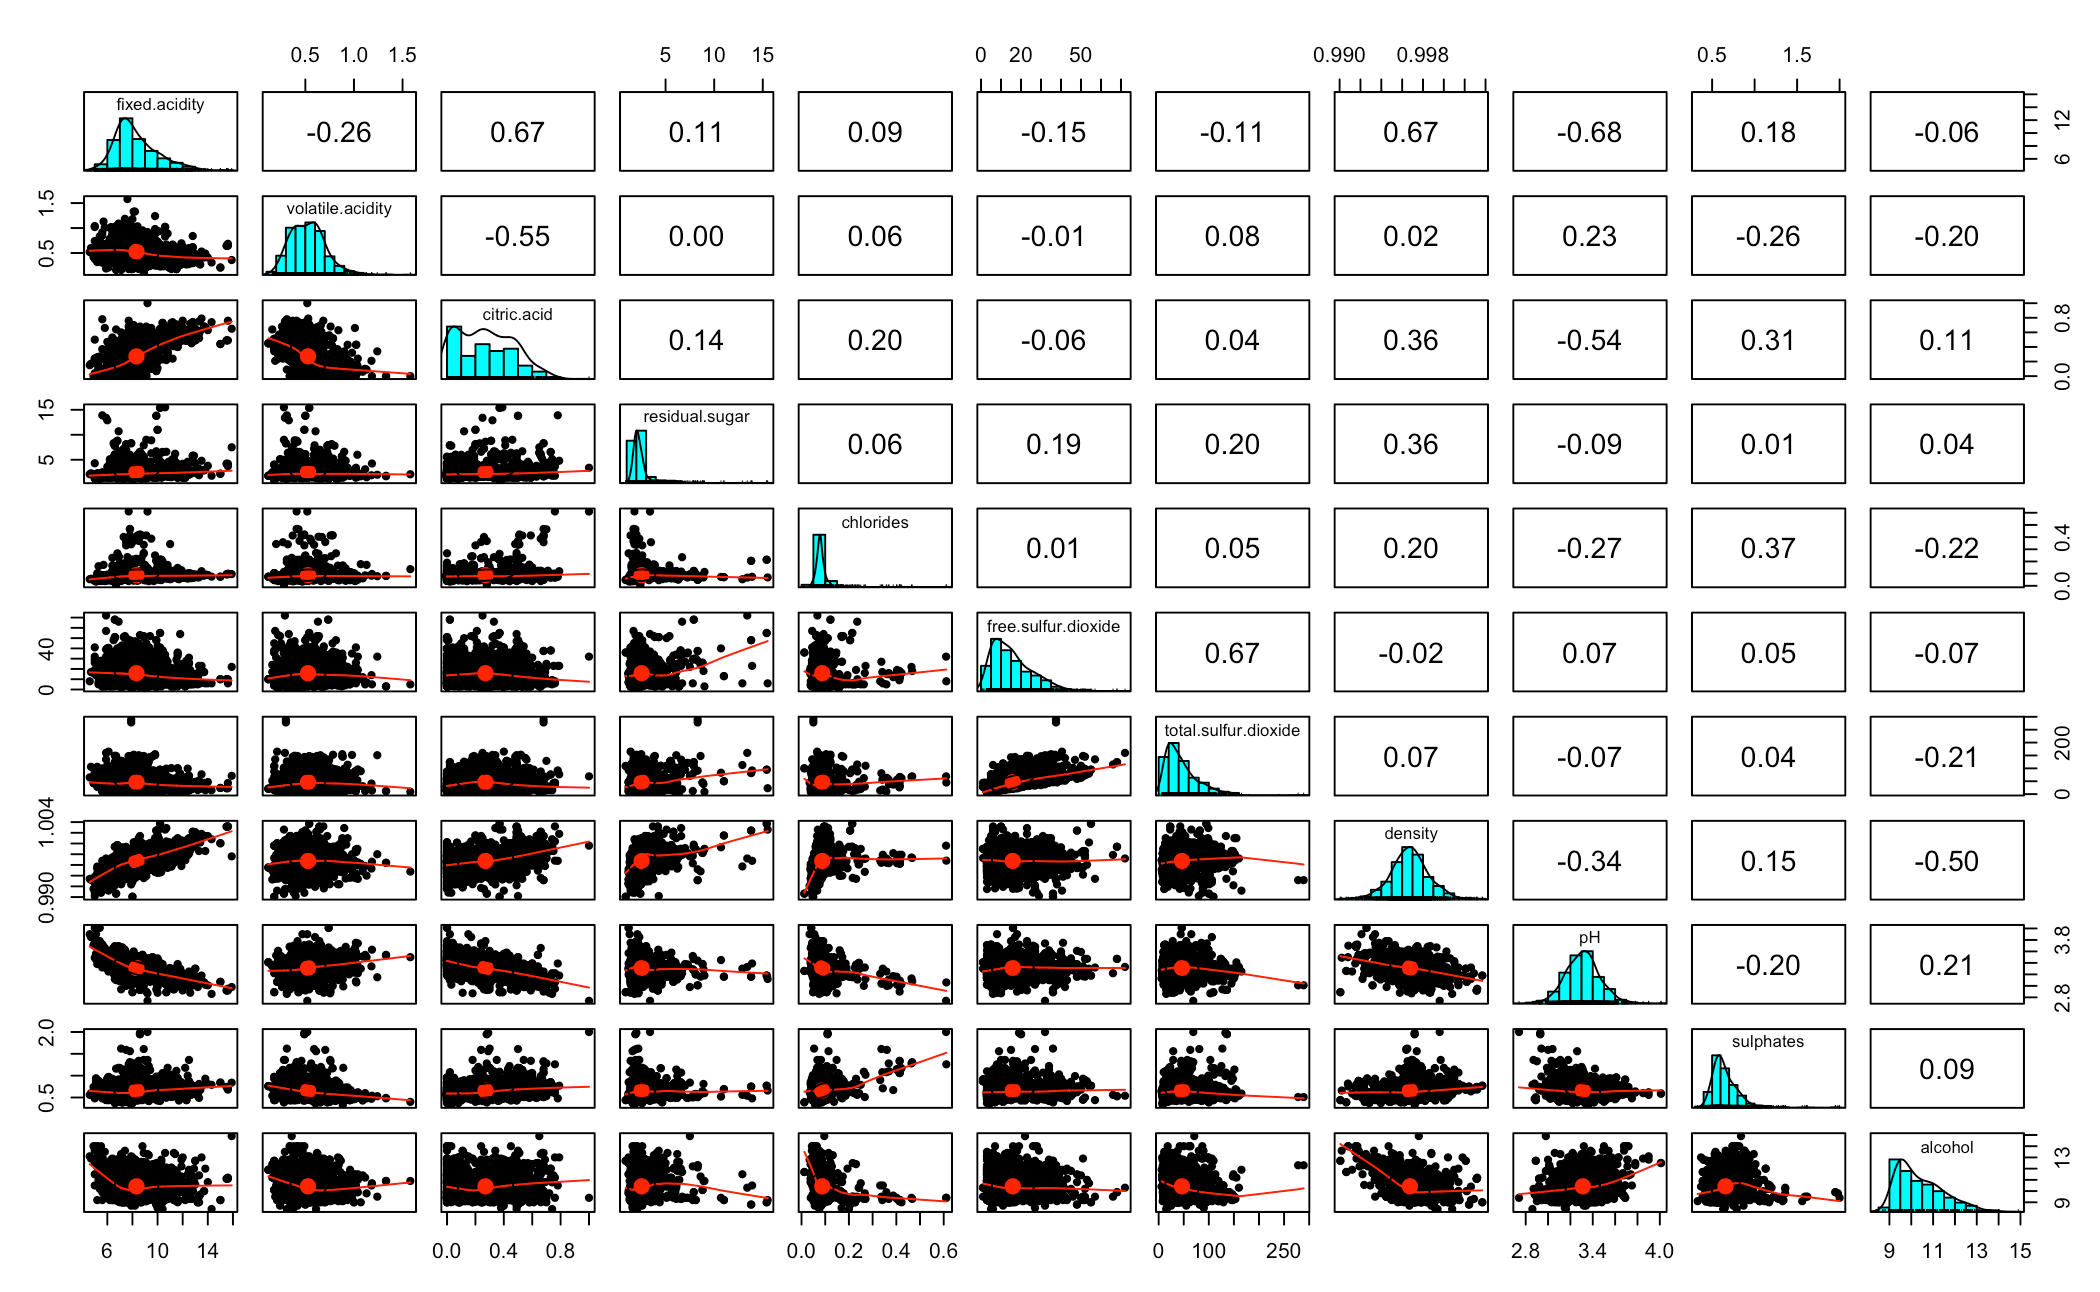 0.5 1.0 1.5 5 10 15 0 20 50 0.990 0.998 0.5 1.5
fixed.acidity -0.26 0.67 0.11 0.09 -0.15 -0.11 0.67 -0.68 0.18 -0.06 6 12
0.5 1.5 volatile.acidity -0.55 0.00 0.06 -0.01 0.08 0.02 0.23 -0.26 -0.20
citric.acid 0.14 0.20 -0.06 0.04 0.36 -0.54 0.31 0.11 0.0 0.8
5 15 residual.sugar 0.06 0.19 0.20 0.36 -0.09 0.01 0.04
chlorides 0.01 0.05 0.20 -0.27 0.37 -0.22 0.0 0.4
0 40 free.sulfur.dioxide 0.67 -0.02 0.07 0.05 -0.07
total.sulfur.dioxide 0.07 -0.07 0.04 -0.21 0 200
0.990 1.004 density -0.34 0.15 -0.50
pH -0.20 0.21 2.8 3.8
0.5 2.0 sulphates 0.09
alcohol 9 13
6 10 14 0.0 0.4 0.8 0.0 0.2 0.4 0.6 0 100 250 2.8 3.4 4.0 9 11 13 15